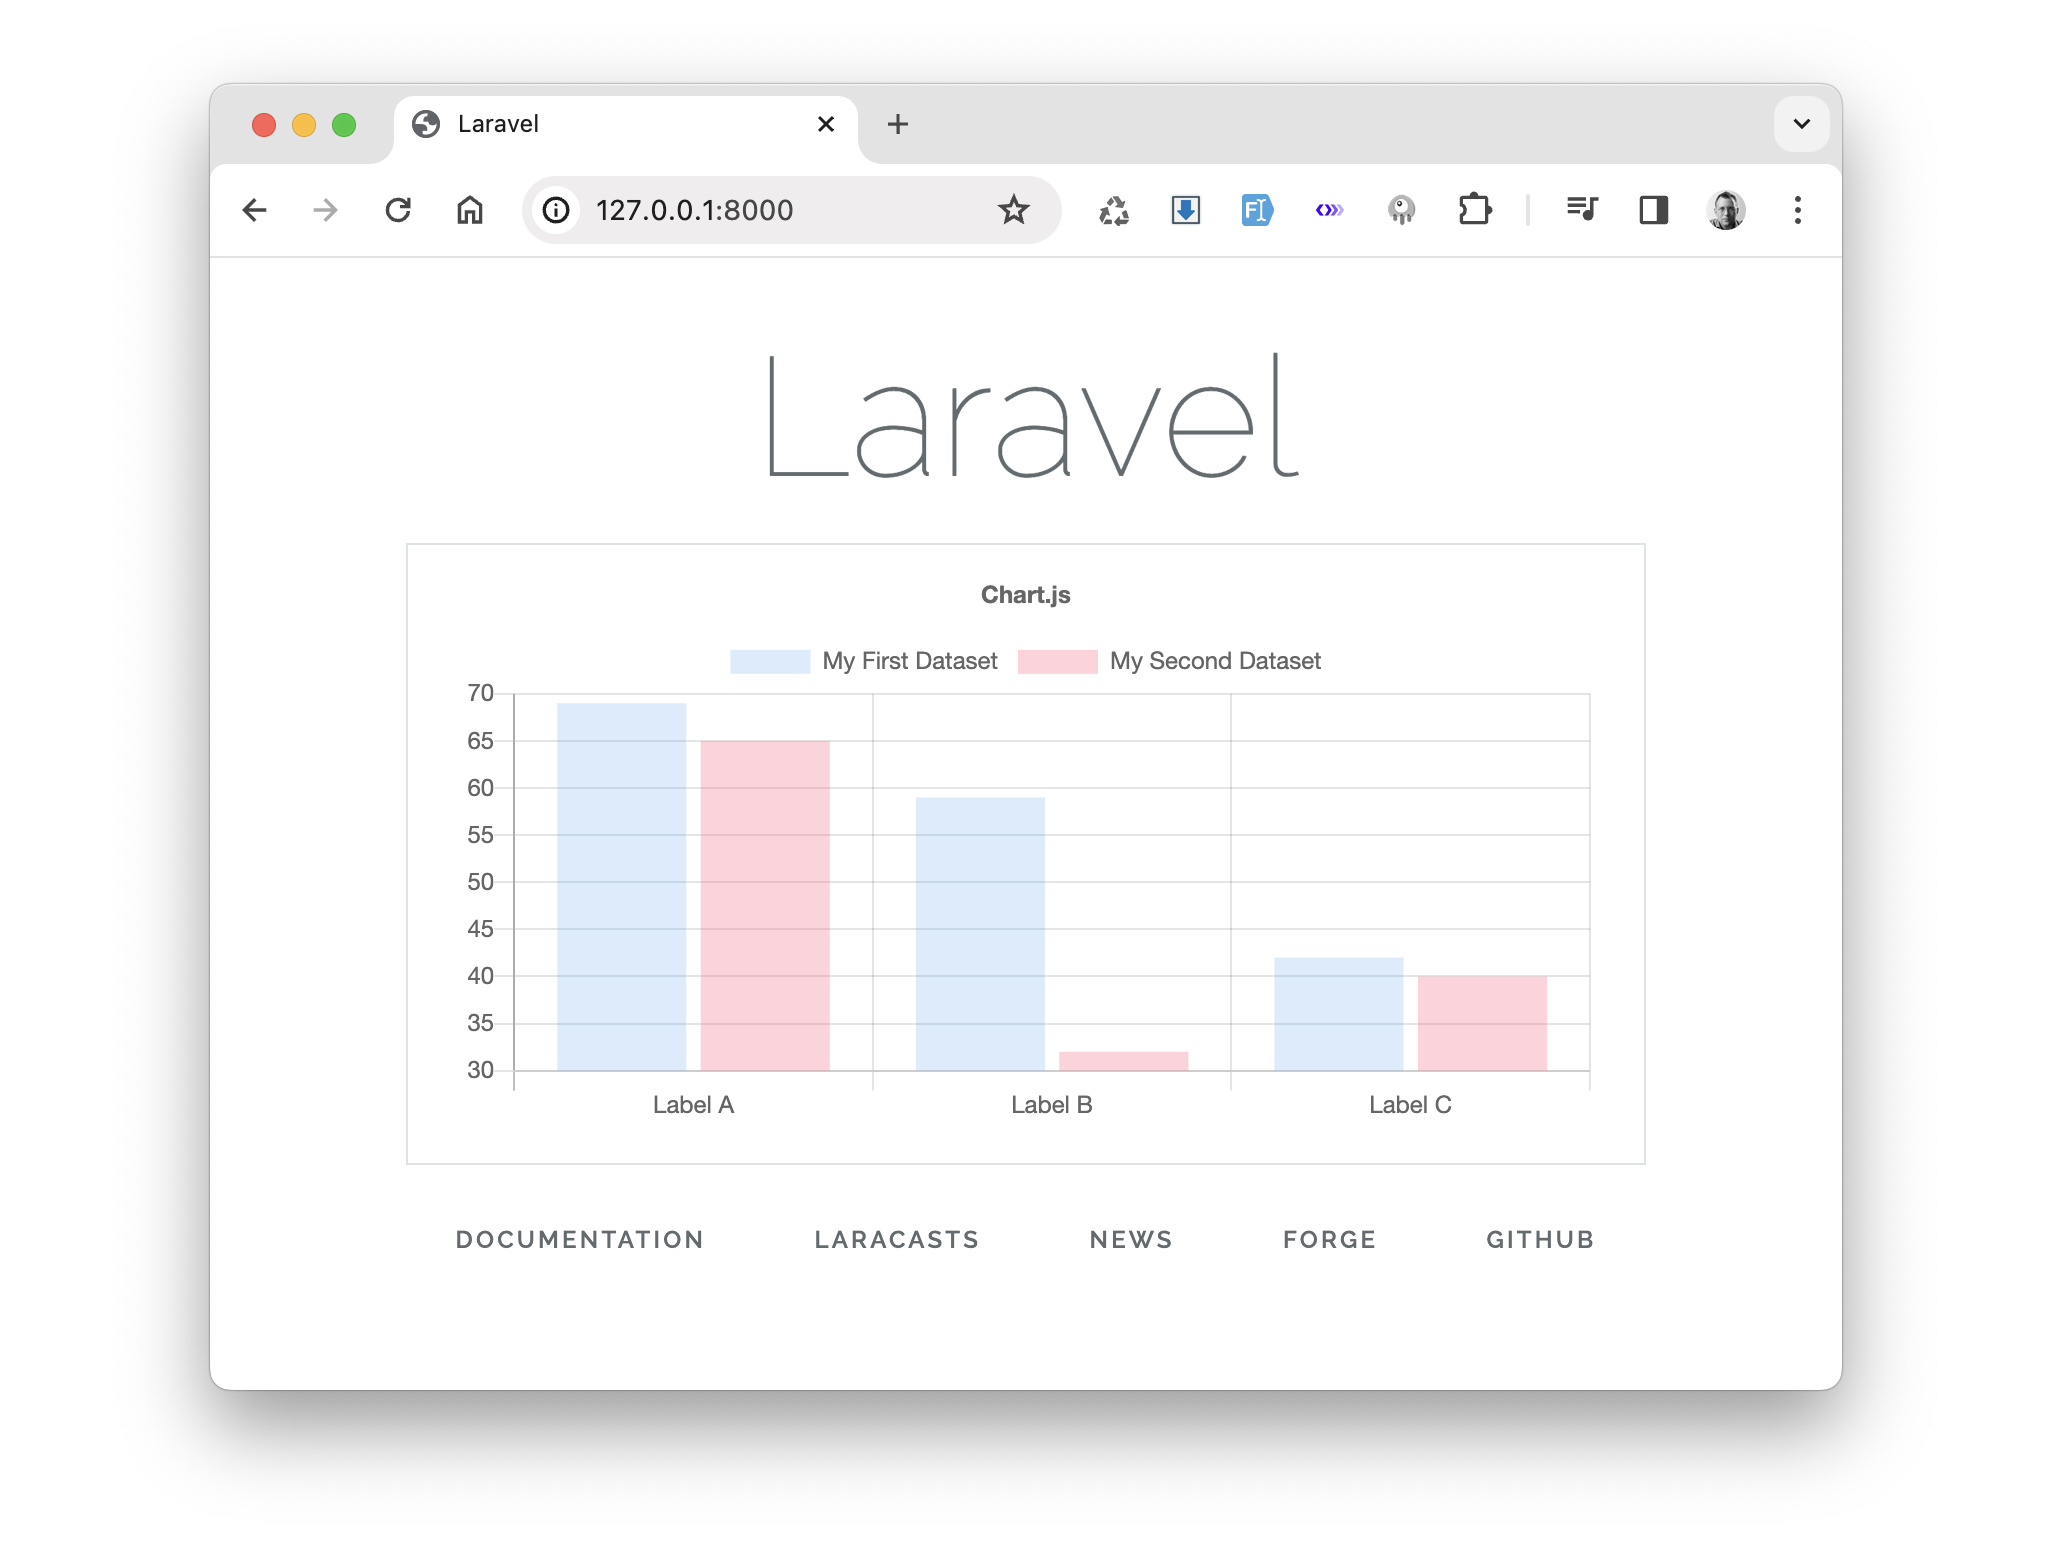 Laravel
127.0.0.1:8000
Laravel
Chart.js
My First Dataset My Second Dataset
70
65
60
55
50
45
40
35
30
Label A Label B Label C
DOCUMENTATION LARACASTS NEWS FORGE GITHUB